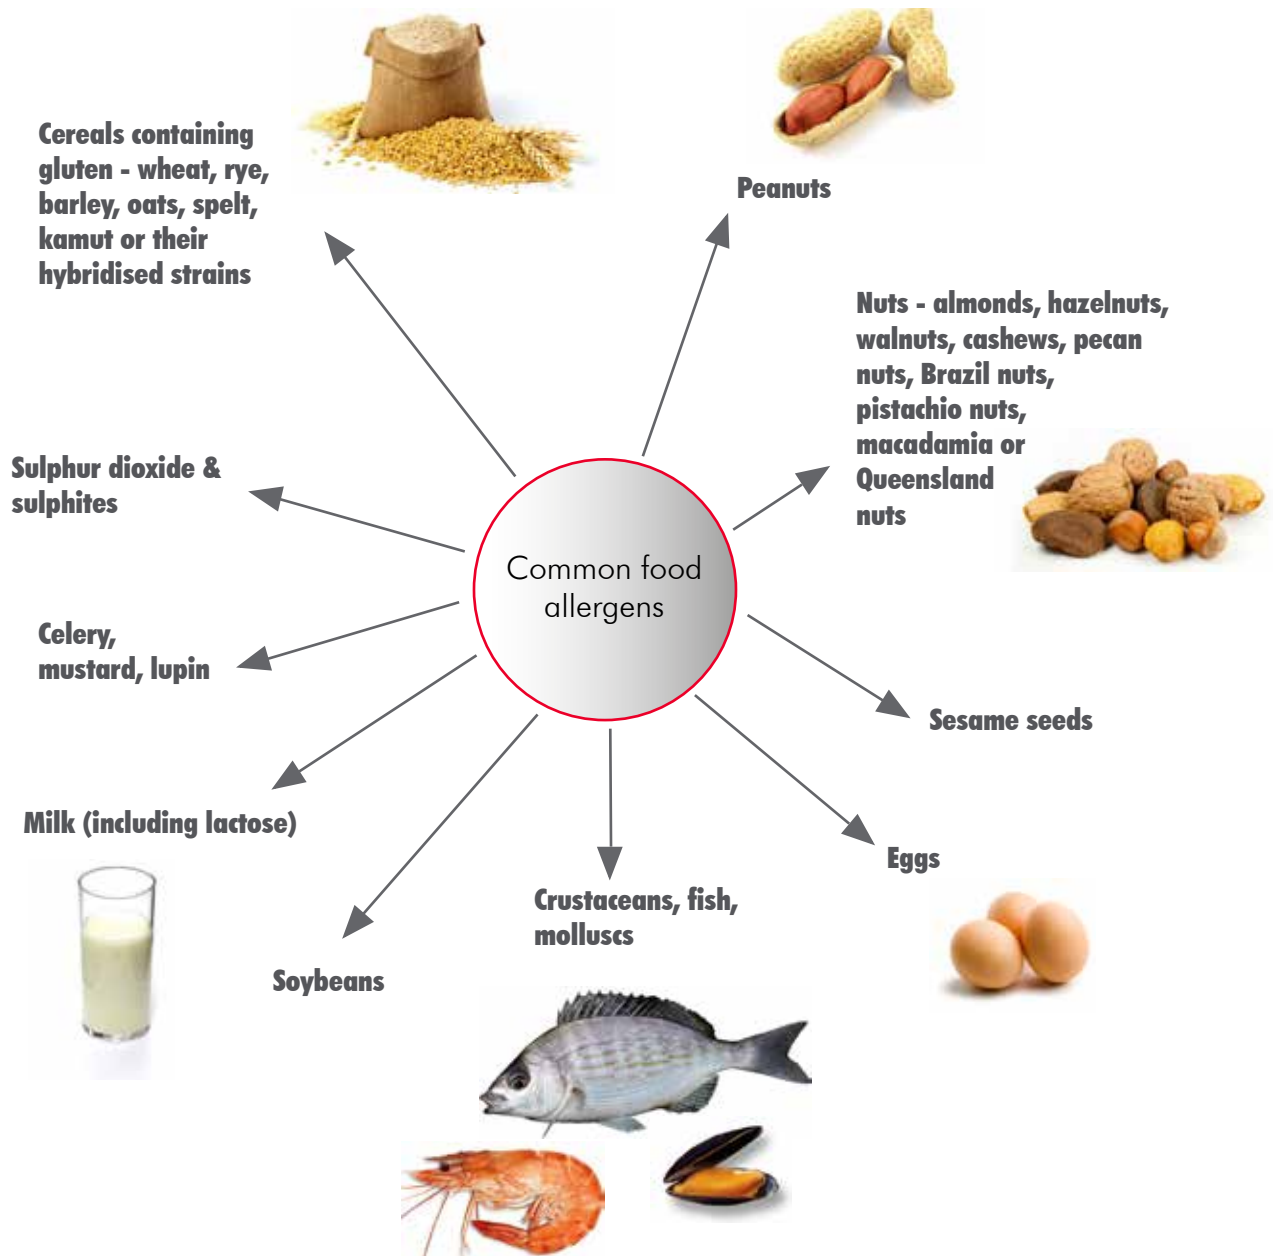 Cereals containing
gluten - wheat, rye,
barley, oats, spelt,
kamut or their
hybridised strains
Peanuts
Nuts - almonds, hazelnuts,
walnuts, cashews, pecan
nuts, Brazil nuts,
pistachio nuts,
macadamia or
Queensland
nuts
Sulphur dioxide &
sulphites
Common food
allergens
Celery,
mustard, lupin
Sesame seeds
Milk (including lactose)
Eggs
Crustaceans, fish,
molluscs
Soybeans